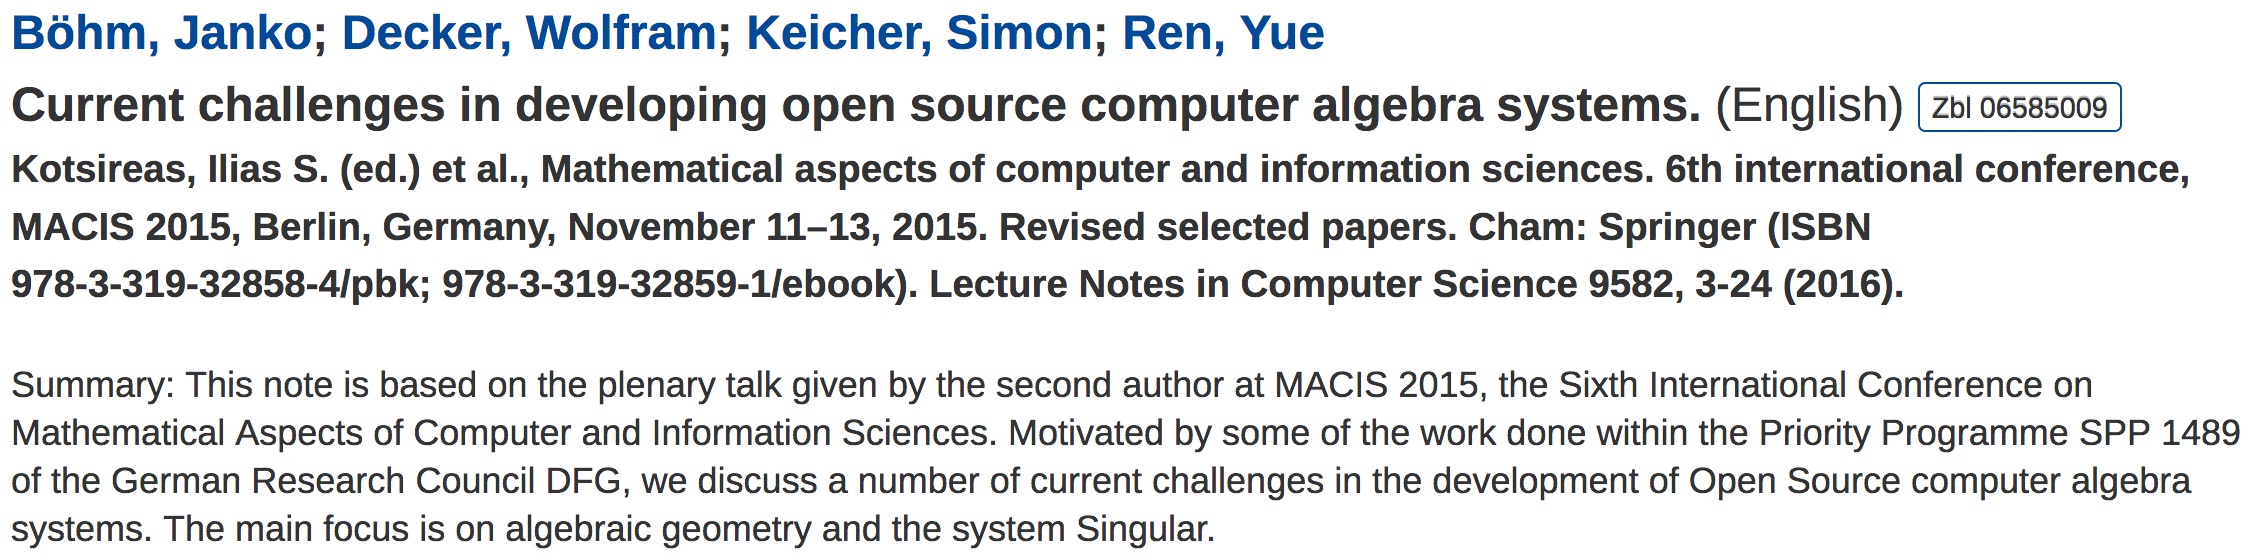 Böhm, Janko; Decker, Wolfram; Keicher, Simon; Ren, Yue
Current challenges in developing open source computer algebra systems. (English) Zbl 06585009
Kotsireas, Ilias S. (ed.) et al., Mathematical aspects of computer and information sciences. 6th international conference,
MACIS 2015, Berlin, Germany, November 11–13, 2015. Revised selected papers. Cham: Springer (ISBN
978-3-319-32858-4/pbk; 978-3-319-32859-1/ebook). Lecture Notes in Computer Science 9582, 3-24 (2016).
Summary: This note is based on the plenary talk given by the second author at MACIS 2015, the Sixth International Conference on
Mathematical Aspects of Computer and Information Sciences. Motivated by some of the work done within the Priority Programme SPP 1489
of the German Research Council DFG, we discuss a number of current challenges in the development of Open Source computer algebra
systems. The main focus is on algebraic geometry and the system Singular.